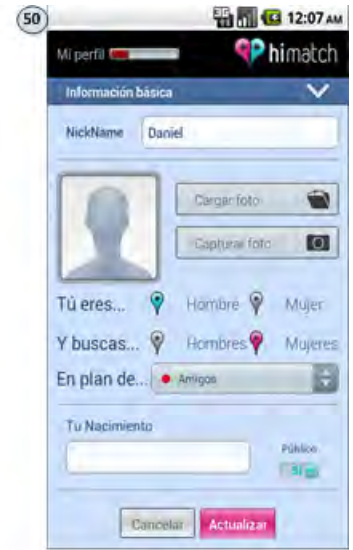 50
3G 12:07 AM
Mi perfil himatch
Información básica
NickName Daniel
Cargar foto
Capturar foto
Tú eres... Hombre Mujer
Y buscas... Hombres Mujeres
En plan de... Amigos
Tu Nacimiento
Público
Cancelar Actualizar